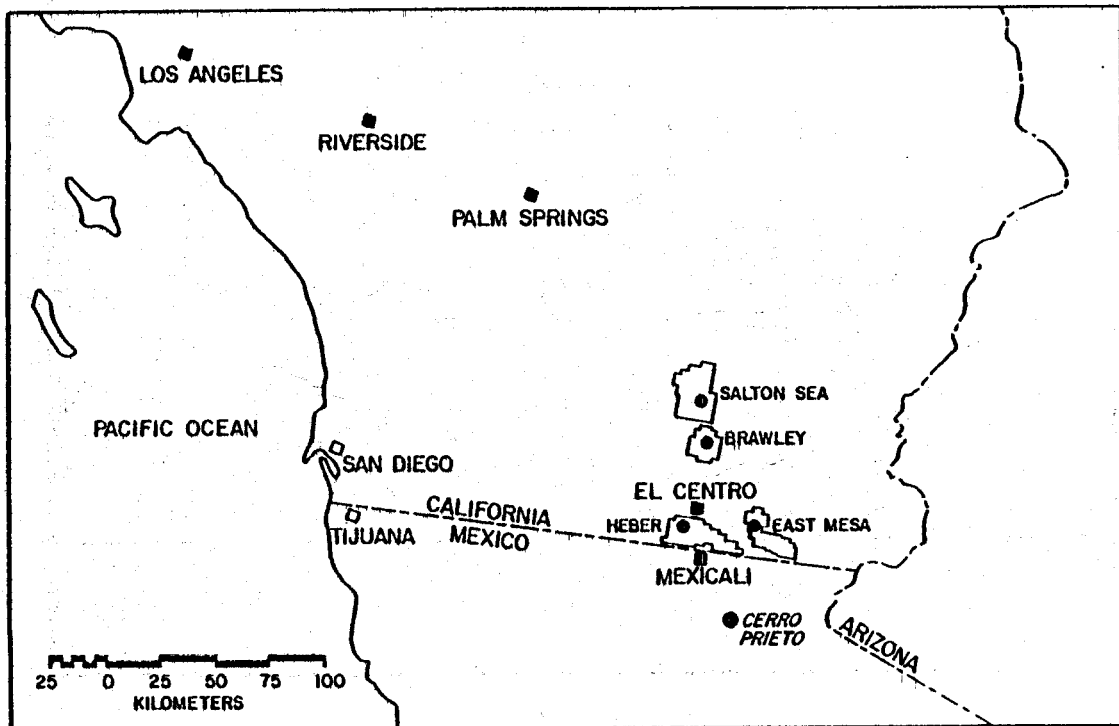 LOS ANGELES
RIVERSIDE
PALM SPRINGS
SALTON SEA
PACIFIC OCEAN
BRAWLEY
SAN DIEGO
EL CENTRO
CALIFORNIA
HEBER
EAST MESA
TIJUANA
MEXICO
MEXICALI
CERRO
PRIETO
ARIZONA
25 0 25 50 75 100
KILOMETERS